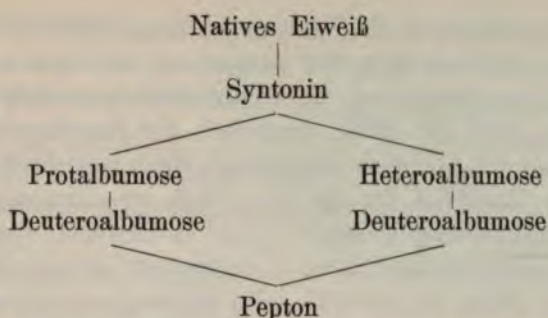 Natives Eiweiß
Syntonin
Protalbumose Heteroalbumose
Deuteroalbumose Deuteroalbumose
Pepton